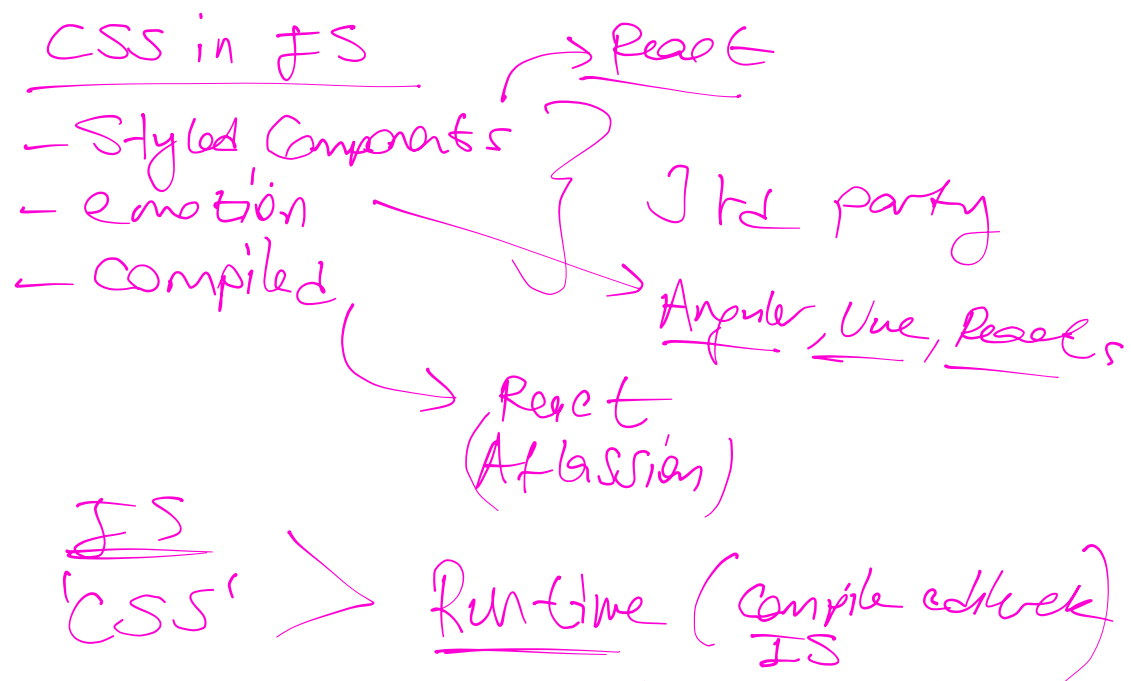 CSS in JS
React
- Styled Components
- emotion
3rd party
- Compiled
Angular, Vue, React,
React
(Atlassian)
JS
'CSS'
Runtime (Compile edilerek
JS)